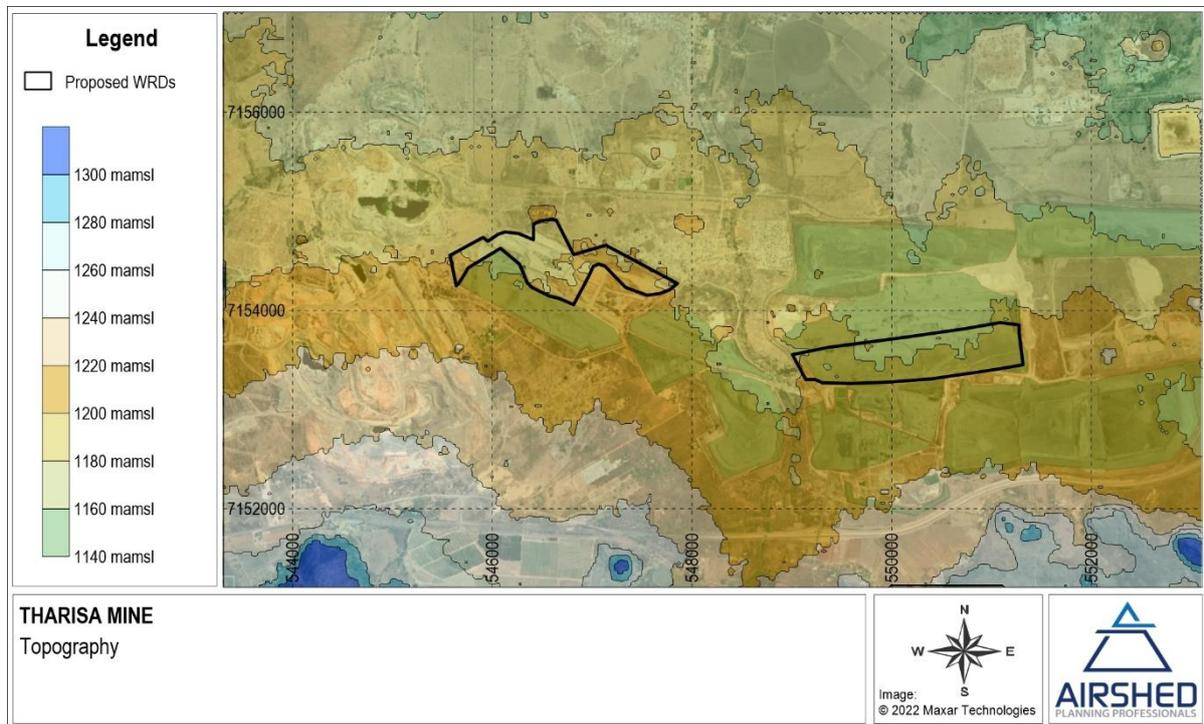 Legend
Proposed WRDs
1300 mamsl
1280 mamsl
1260 mamsl
1240 mamsl
1220 mamsl
1200 mamsl
1180 mamsl
1160 mamsl
1140 mamsl
7156000
7154000
7152000
544000
546000
548000
550000
552000
THARISA MINE
Topography
N
W
E
S
Image:
© 2022 Maxar Technologies
AIRSHED
PLANNING PROFESSIONALS